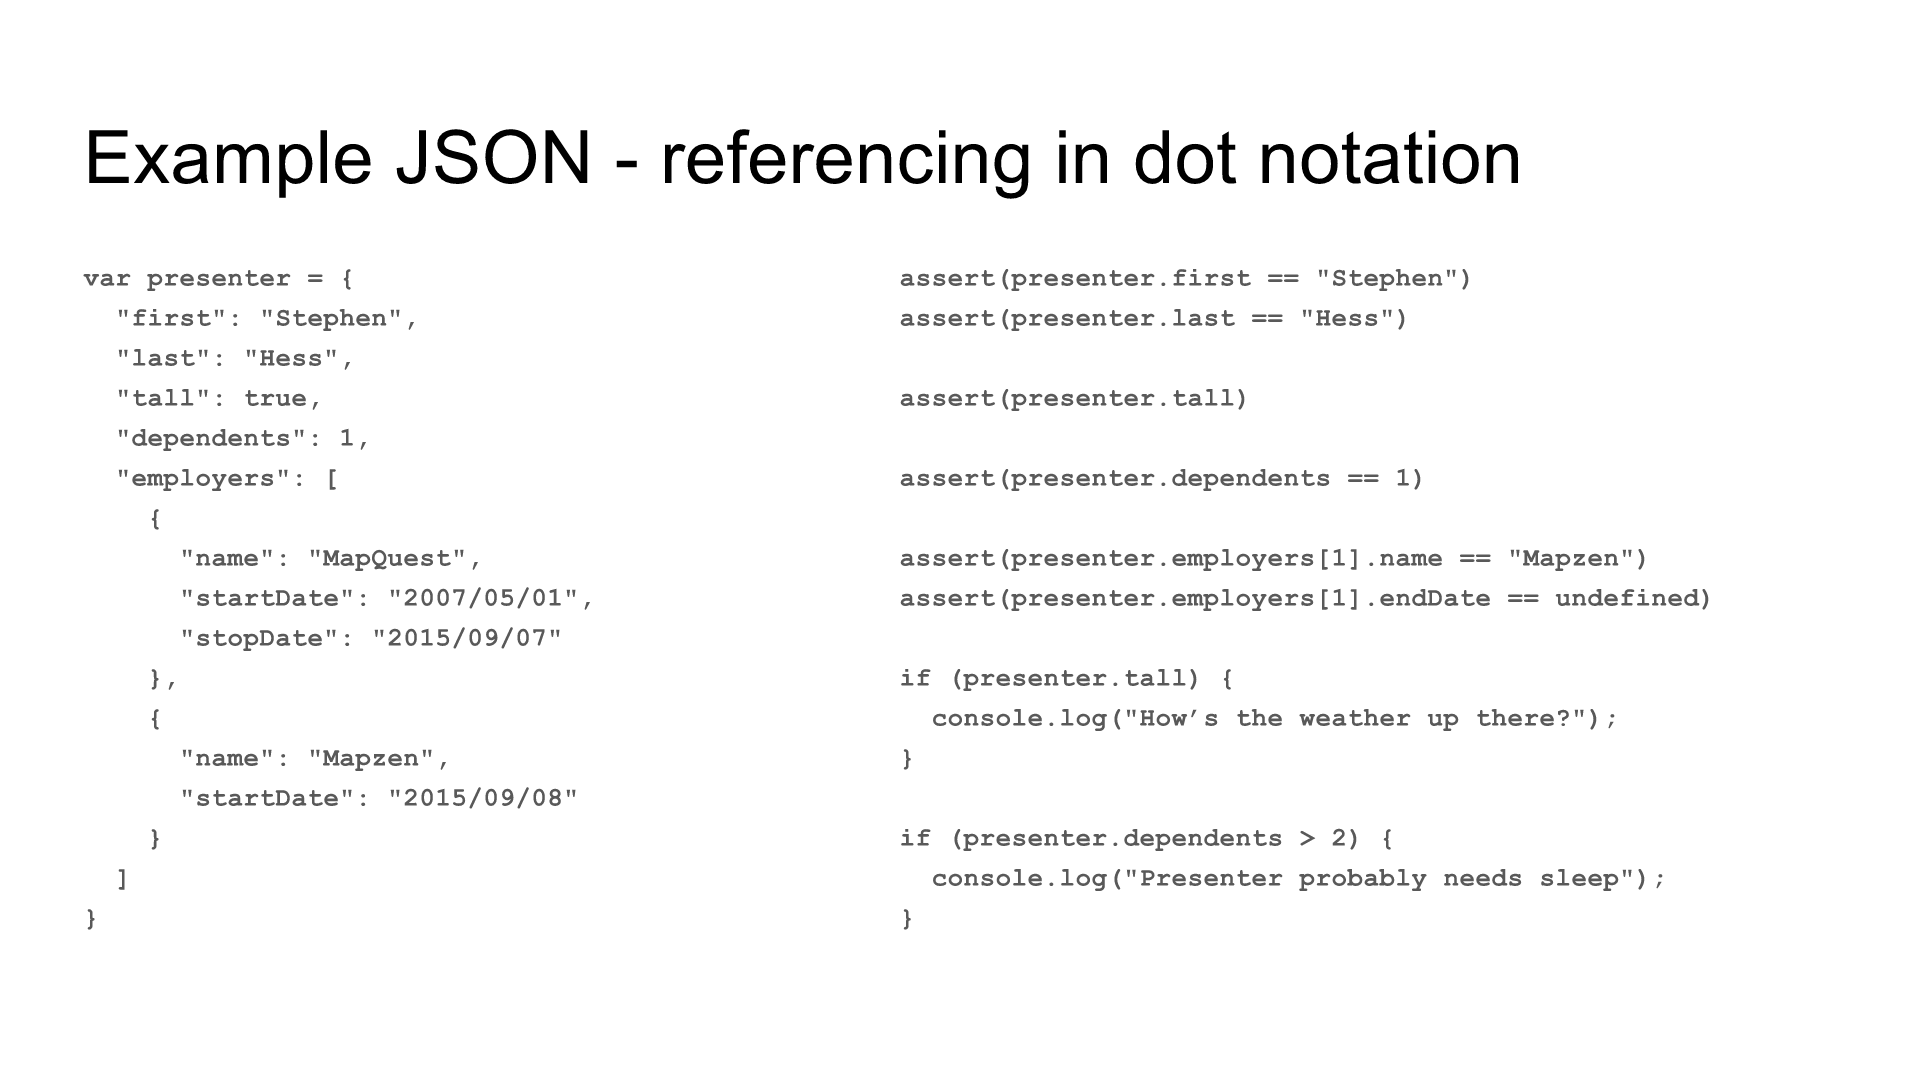 Example JSON - referencing in dot notation
var presenter = {
  "first": "Stephen",
  "last": "Hess",
  "tall": true,
  "dependents": 1,
  "employers": [
    {
      "name": "MapQuest",
      "startDate": "2007/05/01",
      "stopDate": "2015/09/07"
    },
    {
      "name": "Mapzen",
      "startDate": "2015/09/08"
    }
  ]
}
assert(presenter.first == "Stephen")
assert(presenter.last == "Hess")
assert(presenter.tall)
assert(presenter.dependents == 1)
assert(presenter.employers[1].name == "Mapzen")
assert(presenter.employers[1].endDate == undefined)
if (presenter.tall) {
  console.log("How’s the weather up there?");
}
if (presenter.dependents > 2) {
  console.log("Presenter probably needs sleep");
}